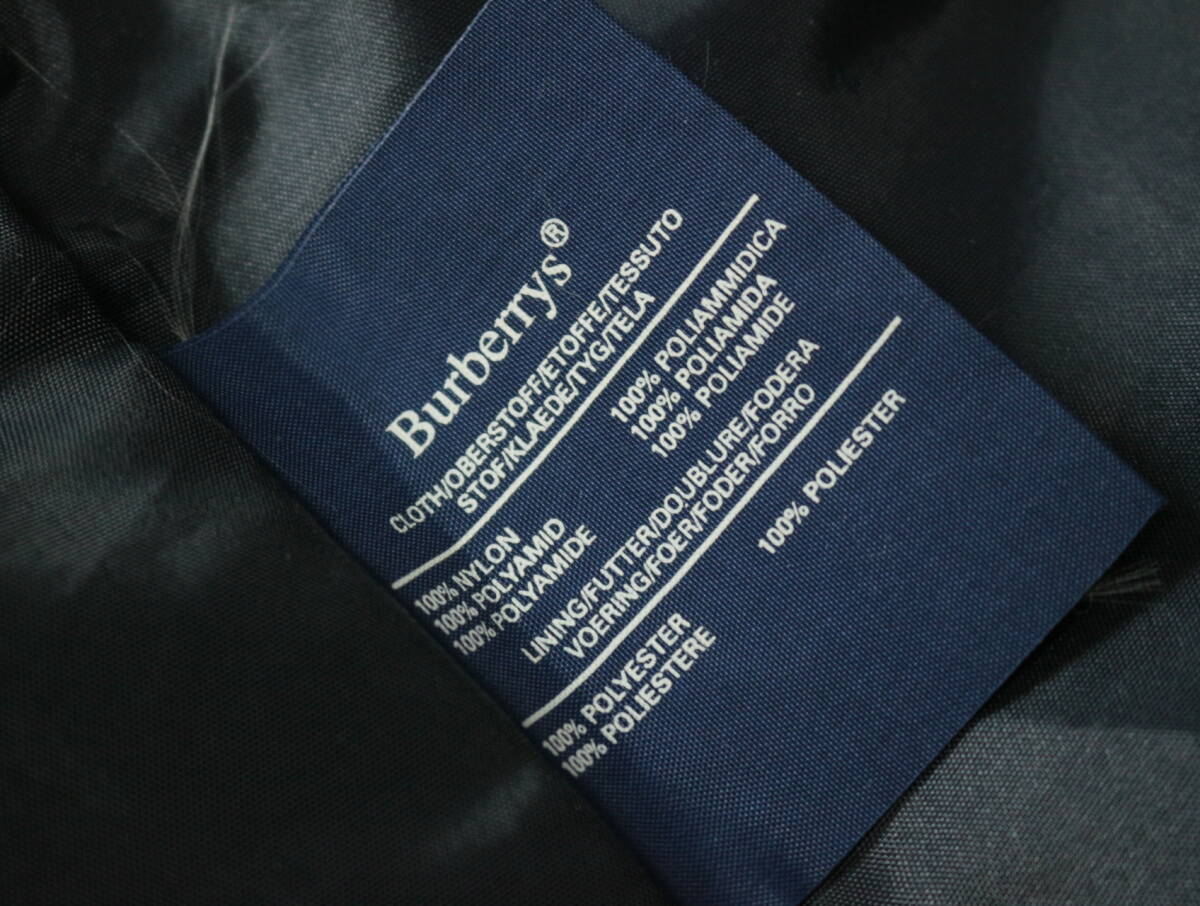 Burberrys®
CLOTH/OBERSTOFF/ETOFFE/TESSUTO
STOF/KLAEDE/TYG/TELA
100% NYLON 100% POLIAMMIDICA
100% POLYAMID 100% POLIAMIDA
100% POLYAMIDE 100% POLIAMIDE
LINING/FUTTER/DOUBLURE/FODERA
VOERING/FOER/FODER/FORRO
100% POLYESTER 100% POLIESTER
100% POLIESTERE